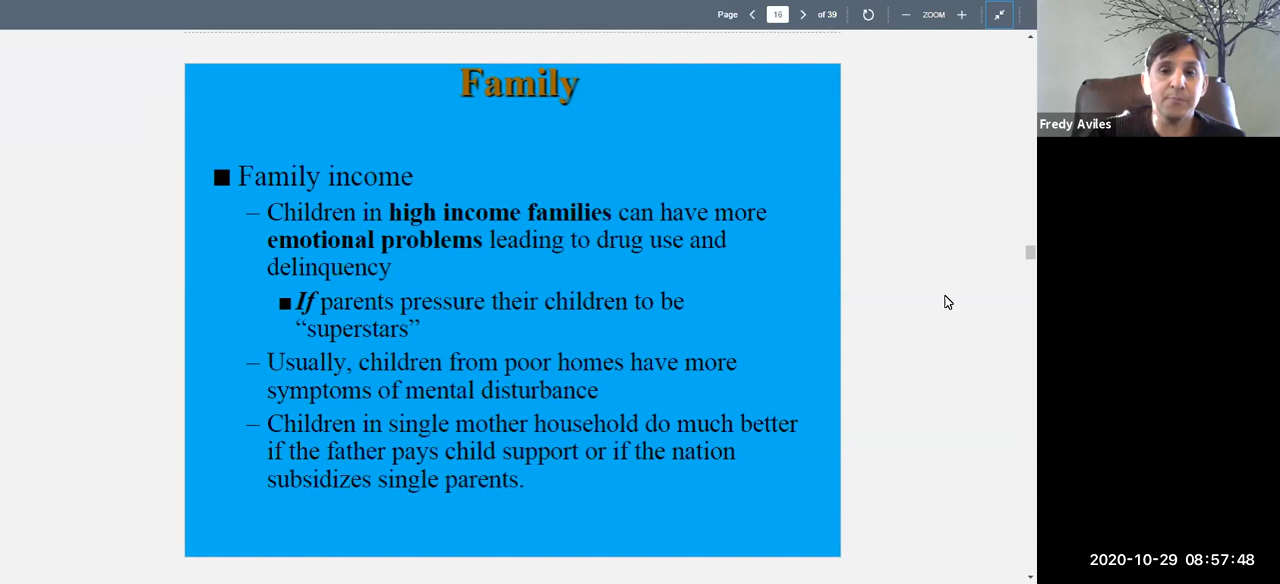 Page 16 of 39 ZOOM
Family
Fredy Aviles
■ Family income
– Children in high income families can have more
emotional problems leading to drug use and
delinquency
■ If parents pressure their children to be
“superstars”
– Usually, children from poor homes have more
symptoms of mental disturbance
– Children in single mother household do much better
if the father pays child support or if the nation
subsidizes single parents.
2020-10-29 08:57:48